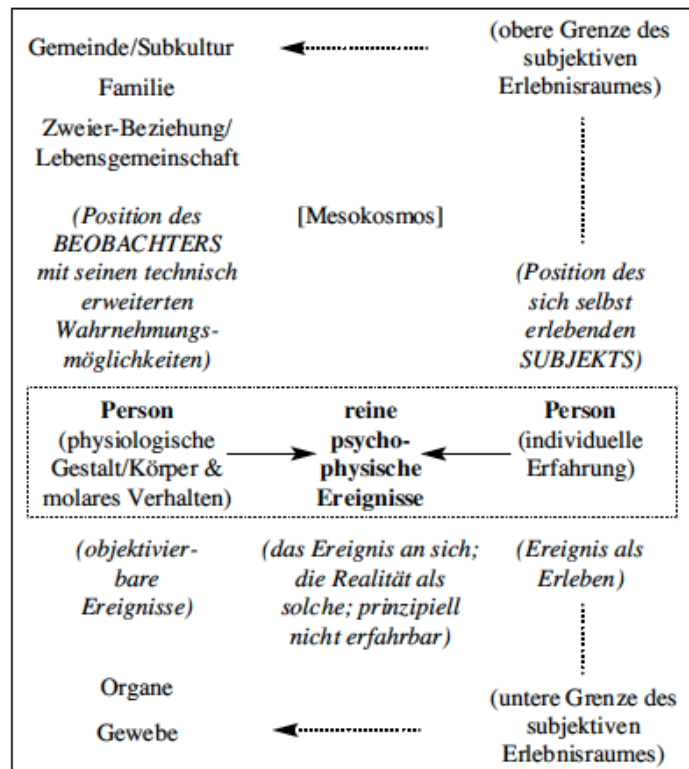 Gemeinde/Subkultur
Familie
Zweier-Beziehung/
Lebensgemeinschaft
(obere Grenze des
subjektiven
Erlebnisraumes)
(Position des
BEOBACHTERS
mit seinen technisch
erweiterten
Wahrnehmungs-
möglichkeiten)
[Mesokosmos]
(Position des
sich selbst
erlebenden
SUBJEKTS)
Person
(physiologische
Gestalt/Körper &
molares Verhalten)
reine
psycho-
physische
Ereignisse
Person
(individuelle
Erfahrung)
(objektivier-
bare
Ereignisse)
(das Ereignis an sich;
die Realität als
solche; prinzipiell
nicht erfahrbar)
(Ereignis als
Erleben)
Organe
Gewebe
(untere Grenze des
subjektiven
Erlebnisraumes)